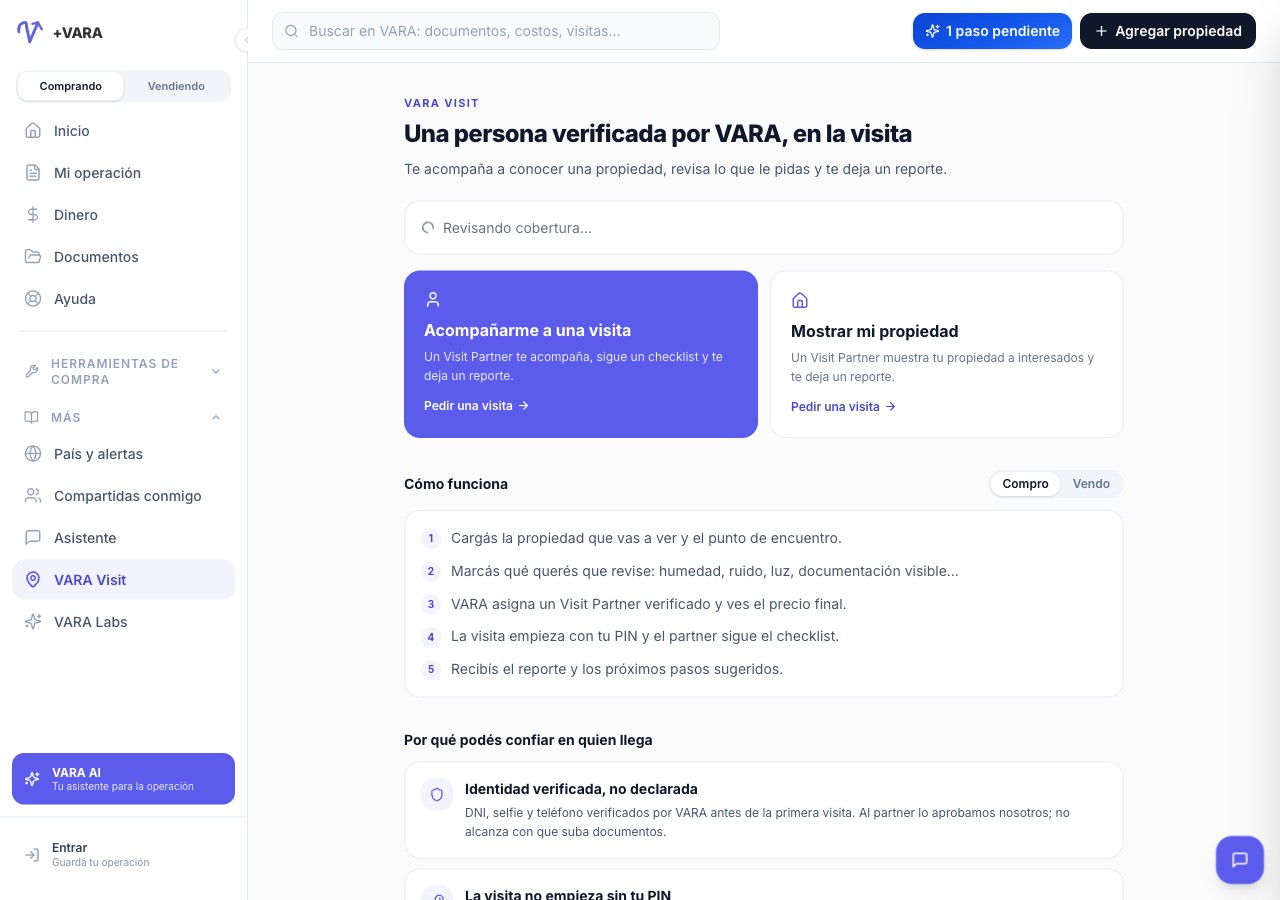 +VARA
Buscar en VARA: documentos, costos, visitas...
1 paso pendiente
Agregar propiedad
Comprando
Vendiendo
Inicio
Mi operación
Dinero
Documentos
Ayuda
HERRAMIENTAS DE
COMPRA
MÁS
País y alertas
Compartidas conmigo
Asistente
VARA Visit
VARA Labs
VARA AI
Tu asistente para la operación
Entrar
Guardá tu operación
VARA VISIT
Una persona verificada por VARA, en la visita
Te acompaña a conocer una propiedad, revisa lo que le pidas y te deja un reporte.
Revisando cobertura...
Acompañarme a una visita
Un Visit Partner te acompaña, sigue un checklist y te
deja un reporte.
Pedir una visita →
Mostrar mi propiedad
Un Visit Partner muestra tu propiedad a interesados y
te deja un reporte.
Pedir una visita →
Cómo funciona
Compro
Vendo
1 Cargás la propiedad que vas a ver y el punto de encuentro.
2 Marcás qué querés que revise: humedad, ruido, luz, documentación visible...
3 VARA asigna un Visit Partner verificado y ves el precio final.
4 La visita empieza con tu PIN y el partner sigue el checklist.
5 Recibís el reporte y los próximos pasos sugeridos.
Por qué podés confiar en quien llega
Identidad verificada, no declarada
DNI, selfie y teléfono verificados por VARA antes de la primera visita. Al partner lo aprobamos nosotros; no
alcanza con que suba documentos.
La visita no empieza sin tu PIN